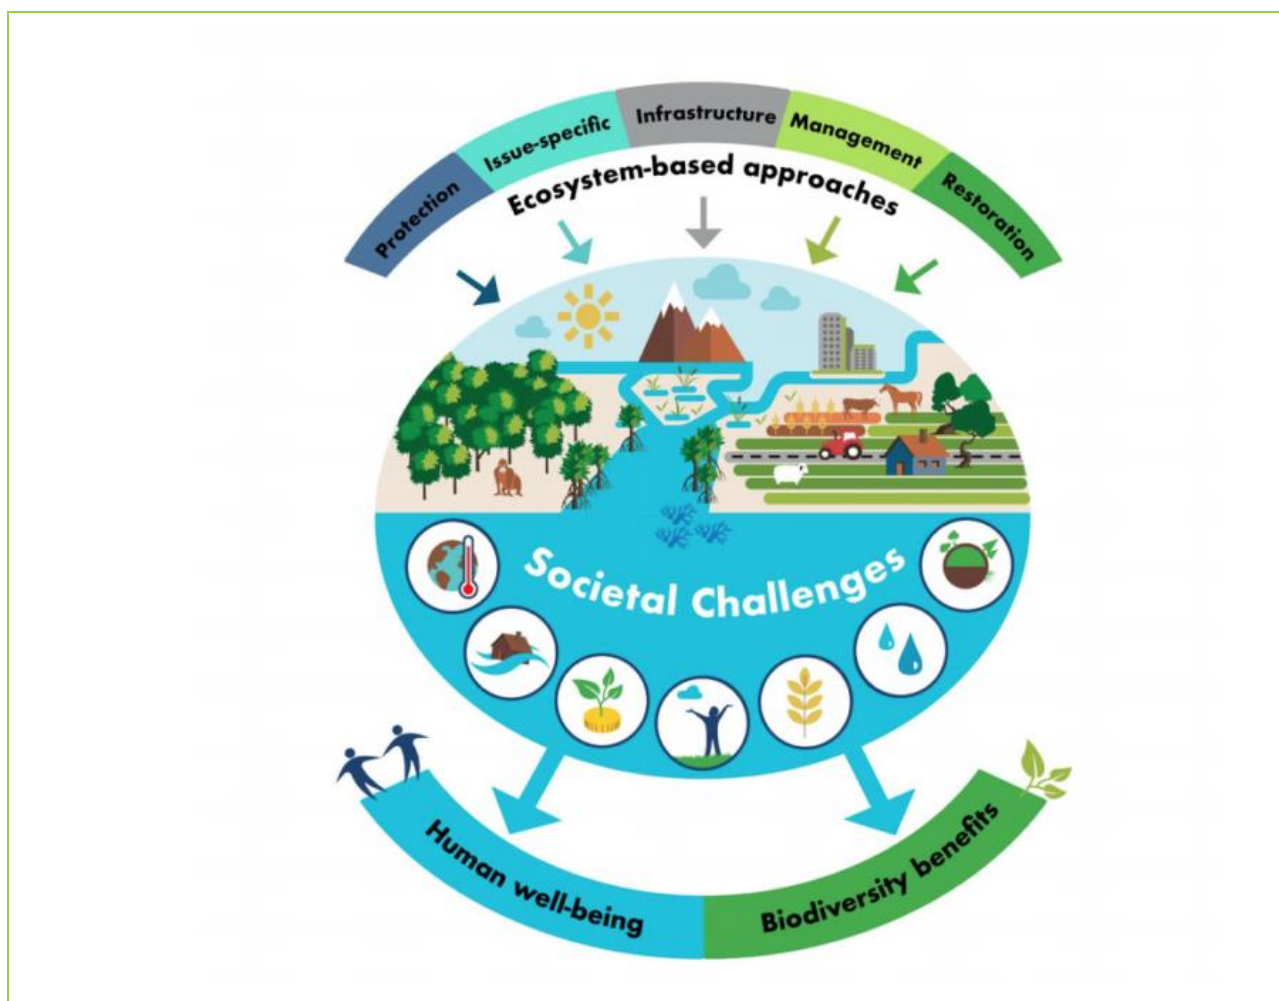 Protection
Issue-specific
Infrastructure
Management
Restoration
Ecosystem-based approaches
Societal Challenges
Human well-being
Biodiversity benefits